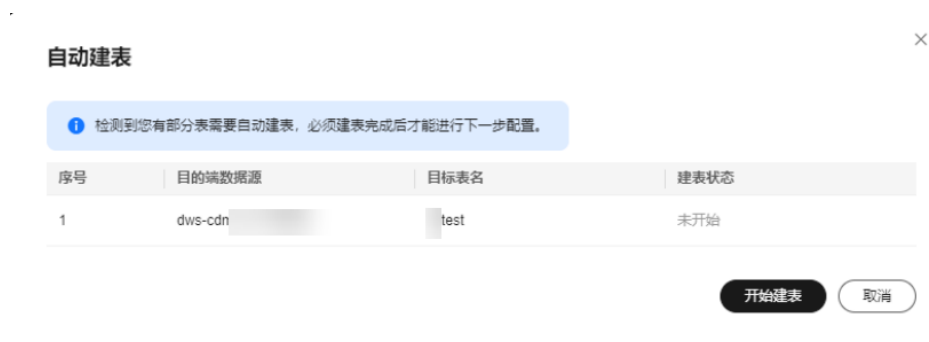 自动建表
检测到您有部分表需要自动建表，必须建表完成后才能进行下一步配置。
序号 目的端数据源 目标表名 建表状态
1 dws-cdm test 未开始
开始建表 取消